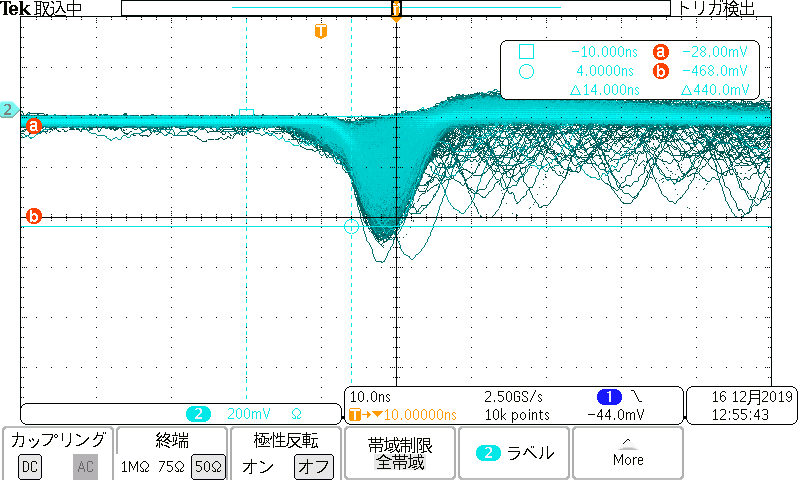 Tek 取込中 トリガ検出
T
−10.000ns a −28.00mV
4.0000ns b −468.0mV
△14.000ns △440.0mV
2
a
b
10.0ns 2.50GS/s 1 16 12月2019
2 200mV Ω T→▼10.00000ns 10k points −44.0mV 12:55:43
カップリング 終端 極性反転 帯域制限 2 ラベル
DC AC 1MΩ 75Ω 50Ω オン オフ 全帯域 More